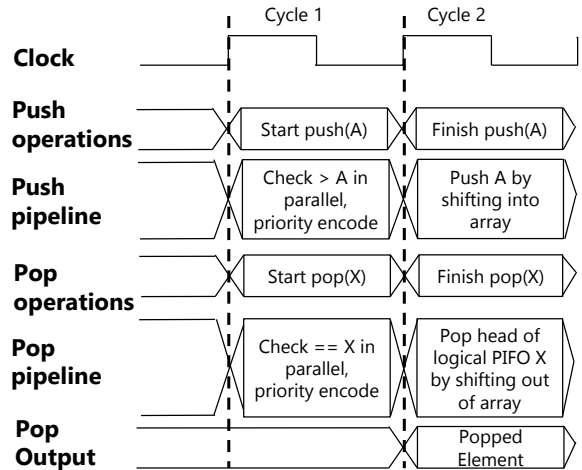 Cycle 1
Cycle 2
Clock
Push
operations
Start push(A)
Finish push(A)
Push
pipeline
Check > A in
parallel,
priority encode
Push A by
shifting into
array
Pop
operations
Start pop(X)
Finish pop(X)
Pop
pipeline
Check == X in
parallel,
priority encode
Pop head of
logical PIFO X
by shifting out
of array
Pop
Output
Popped
Element